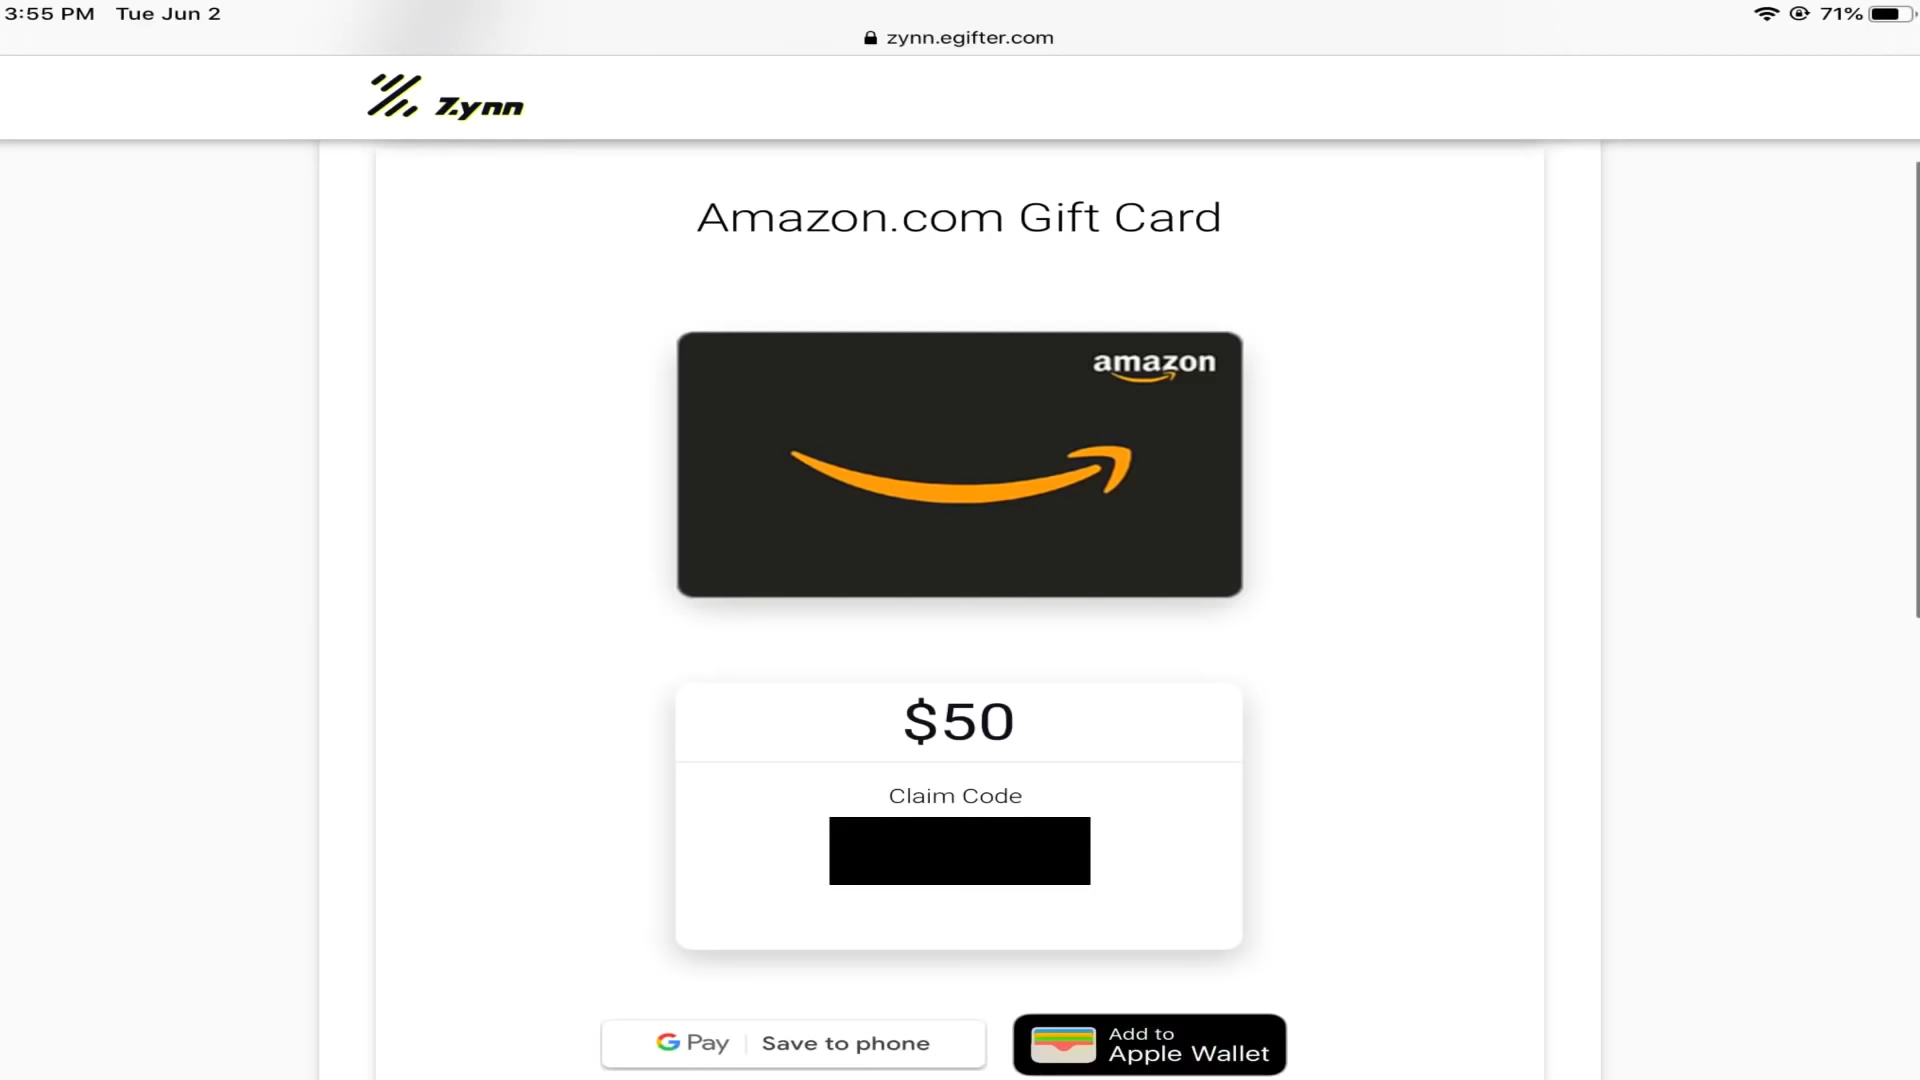 3:55 PM Tue Jun 2
71%
zynn.egifter.com
Zynn
Amazon.com Gift Card
amazon
$50
Claim Code
G Pay Save to phone
Add to
Apple Wallet